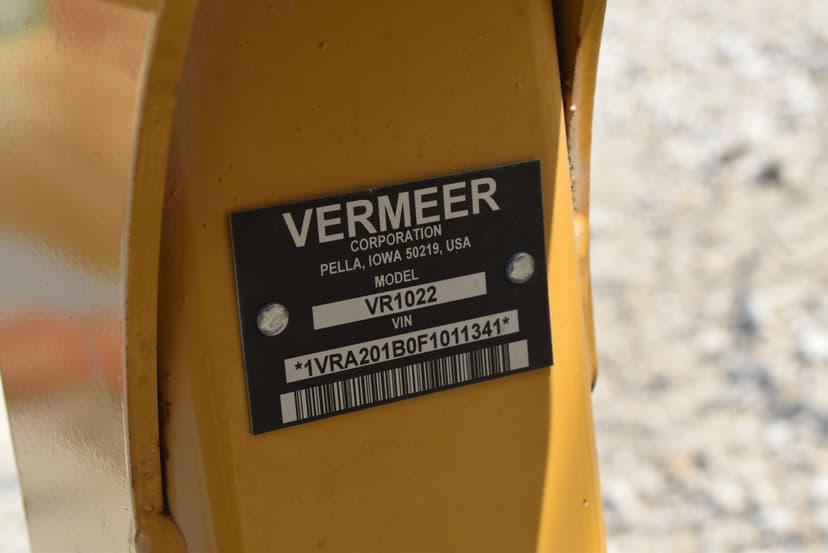 VERMEER
CORPORATION
PELLA, IOWA 50219, USA
MODEL
VR1022
VIN
*1VRA201B0F1011341*